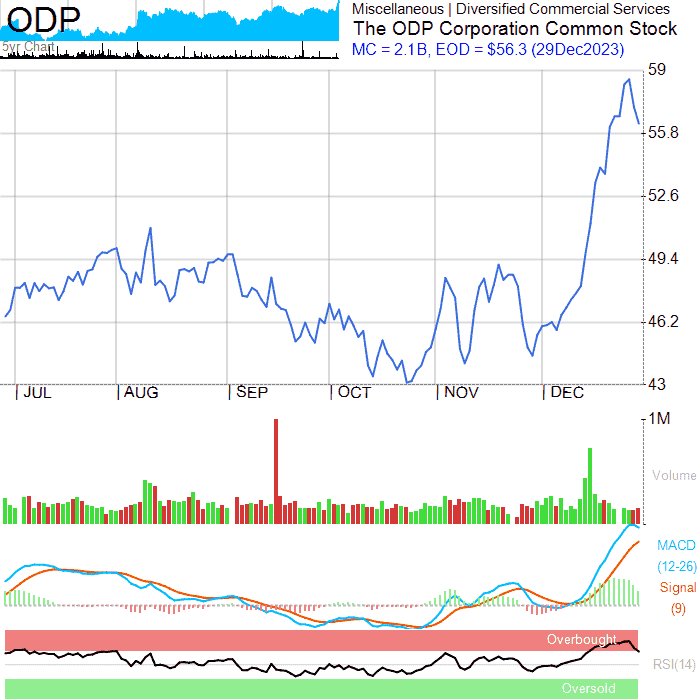 ODP
5yr Chart
Miscellaneous | Diversified Commercial Services
The ODP Corporation Common Stock
MC = 2.1B, EOD = $56.3 (29Dec2023)
59
55.8
52.6
49.4
46.2
43
JUL AUG SEP OCT NOV DEC
1M
Volume
MACD
(12-26)
Signal
(9)
Overbought
RSI(14)
Oversold